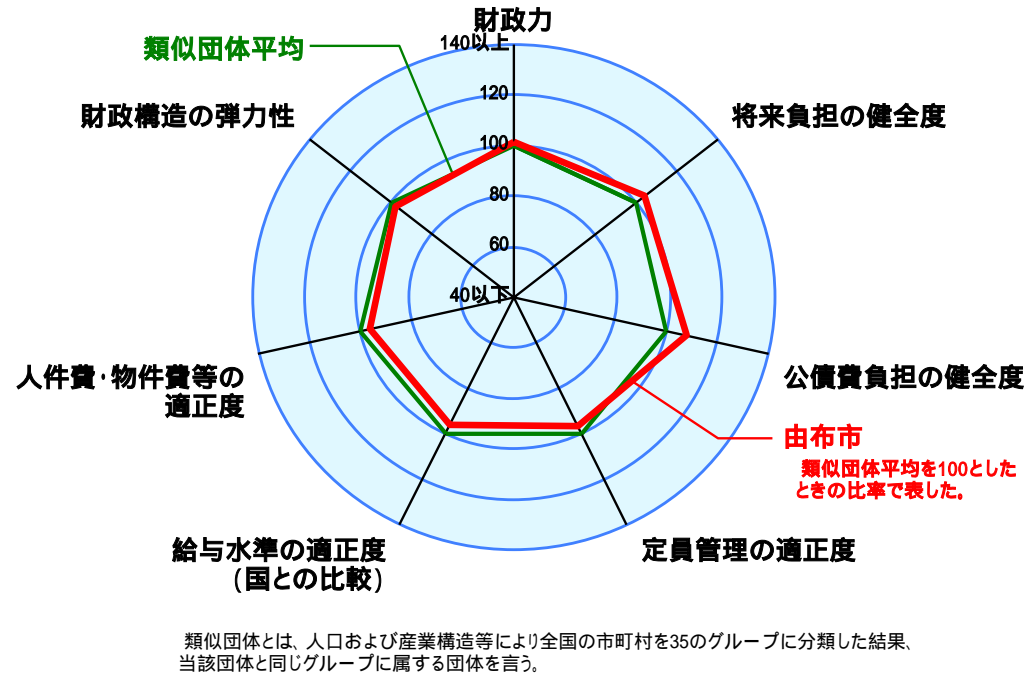 財政力
140以上
類似団体平均
120
財政構造の弾力性
将来負担の健全度
100
80
60
40以下
人件費･物件費等の
適正度
公債費負担の健全度
由布市
類似団体平均を100とした
ときの比率で表した。
給与水準の適正度
(国との比較)
定員管理の適正度
類似団体とは、人口および産業構造等により全国の市町村を35のグループに分類した結果、
当該団体と同じグループに属する団体を言う。